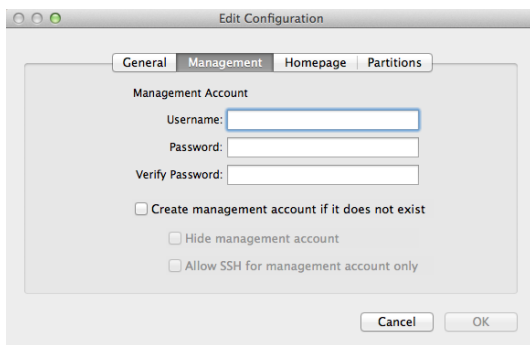 Edit Configuration
General Management Homepage Partitions
Management Account
Username:
Password:
Verify Password:
Create management account if it does not exist
Hide management account
Allow SSH for management account only
Cancel OK